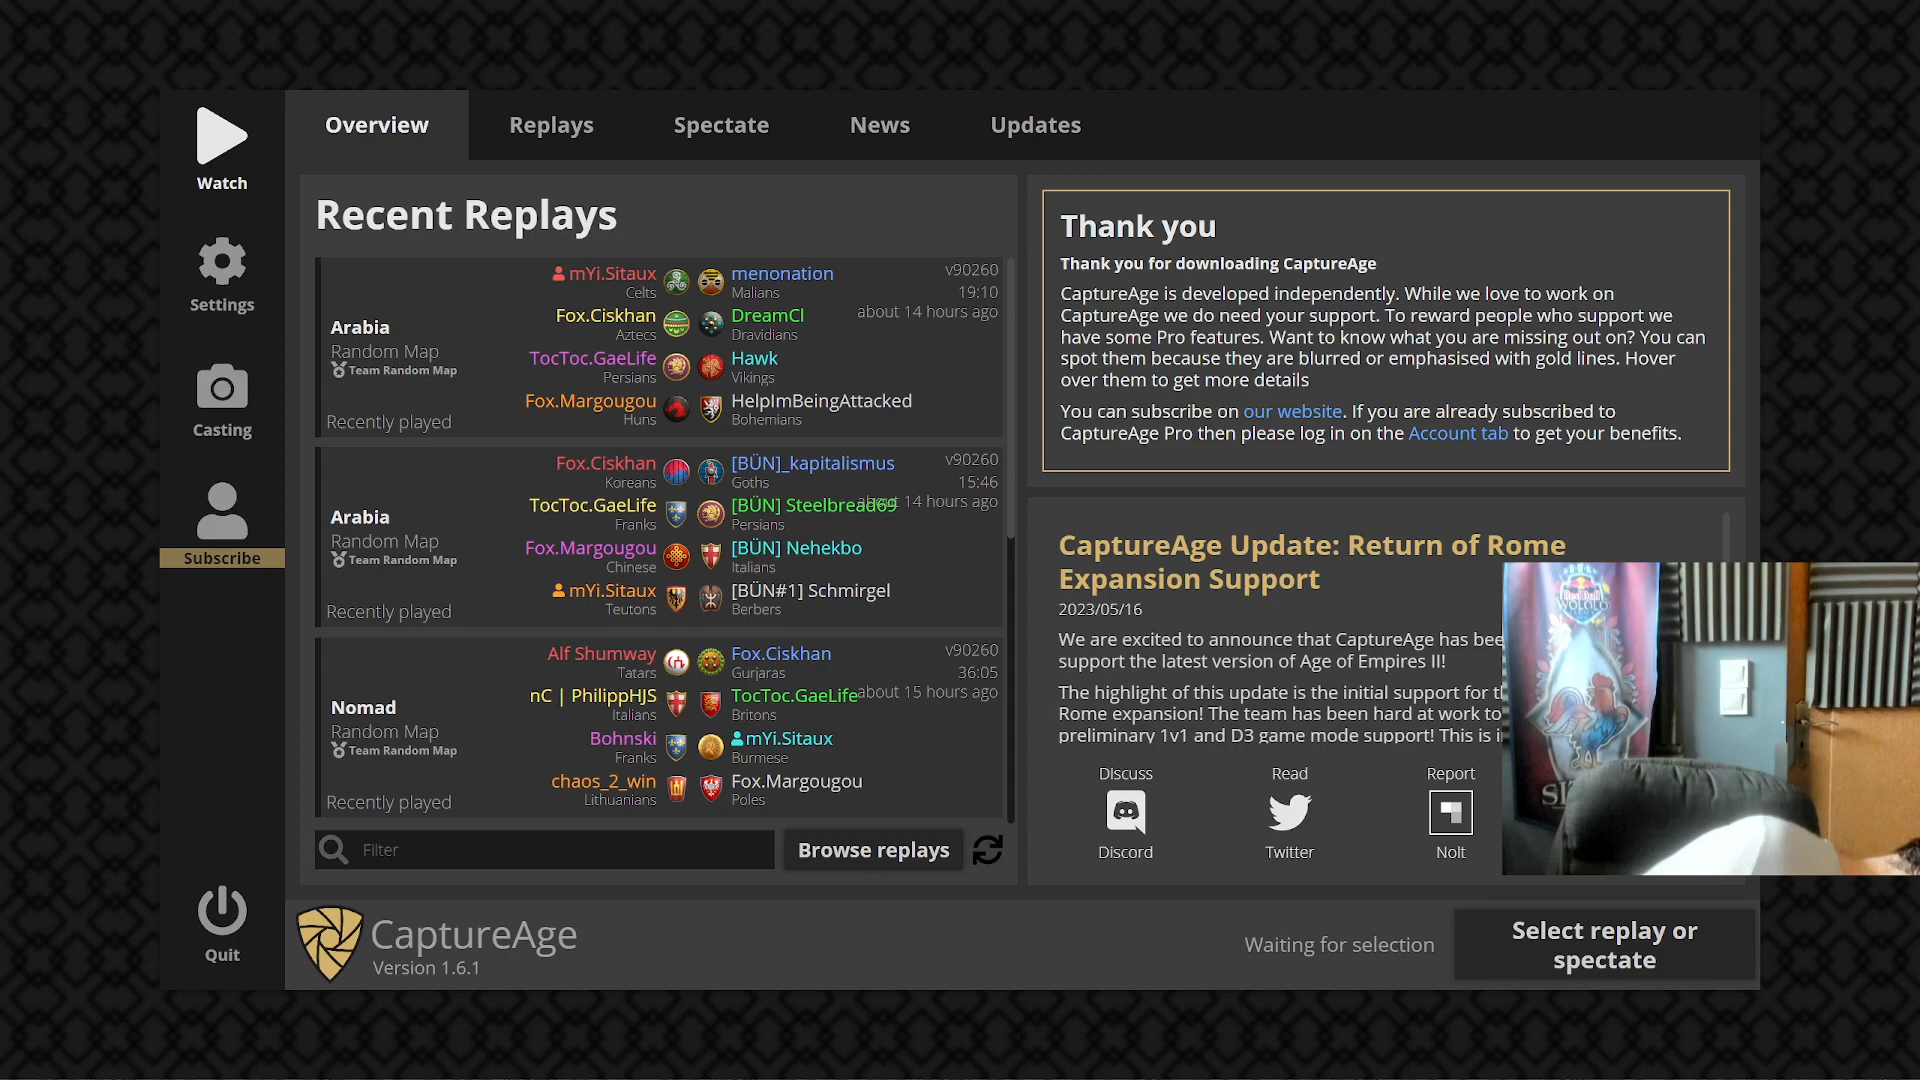 Watch
Settings
Casting
Subscribe
Quit
Overview
Replays
Spectate
News
Updates
Recent Replays
Arabia
Random Map
Team Random Map
Recently played
mYi.Sitaux
Celts
menonation
Malians
Fox.Ciskhan
Aztecs
DreamCl
Dravidians
TocToc.GaeLife
Persians
Hawk
Vikings
Fox.Margougou
Huns
HelpImBeingAttacked
Bohemians
v90260
19:10
about 14 hours ago
Arabia
Random Map
Team Random Map
Recently played
Fox.Ciskhan
Koreans
[BÜN]_kapitalismus
Goths
TocToc.GaeLife
Franks
[BÜN] Steelbread69
Persians
Fox.Margougou
Chinese
[BÜN] Nehekbo
Italians
mYi.Sitaux
Teutons
[BÜN#1] Schmirgel
Berbers
v90260
15:46
about 14 hours ago
Nomad
Random Map
Team Random Map
Recently played
Alf Shumway
Tatars
Fox.Ciskhan
Gurjaras
nC | PhilippHJS
Italians
TocToc.GaeLife
Britons
Bohnski
Franks
mYi.Sitaux
Burmese
chaos_2_win
Lithuanians
Fox.Margougou
Poles
v90260
36:05
about 15 hours ago
Filter
Browse replays
Thank you
Thank you for downloading CaptureAge
CaptureAge is developed independently. While we love to work on
CaptureAge we do need your support. To reward people who support we
have some Pro features. Want to know what you are missing out on? You can
spot them because they are blurred or emphasised with gold lines. Hover
over them to get more details
You can subscribe on our website. If you are already subscribed to
CaptureAge Pro then please log in on the Account tab to get your benefits.
CaptureAge Update: Return of Rome
Expansion Support
2023/05/16
We are excited to announce that CaptureAge has bee
support the latest version of Age of Empires II!
The highlight of this update is the initial support for t
Rome expansion! The team has been hard at work to
preliminary 1v1 and D3 game mode support! This is i
Discuss
Discord
Read
Twitter
Report
Nolt
Red Bull
WOLOLO
CaptureAge
Version 1.6.1
Waiting for selection
Select replay or
spectate